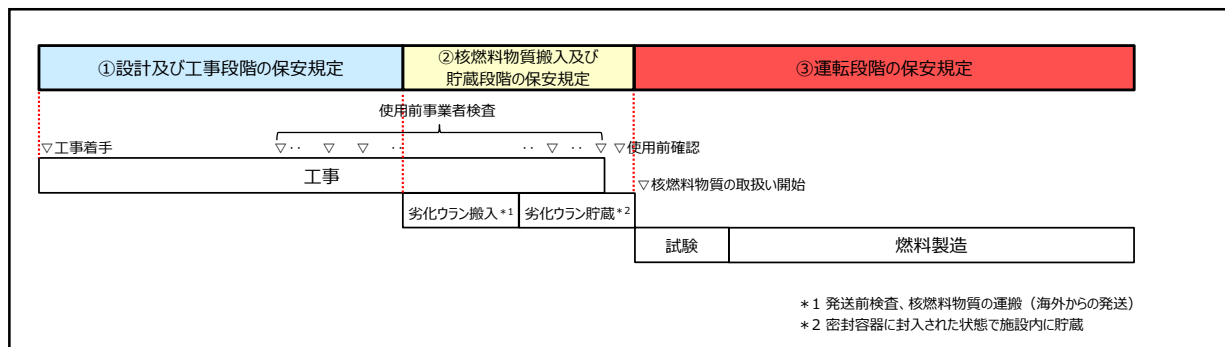 ①設計及び工事段階の保安規定
②核燃料物質搬入及び
貯蔵段階の保安規定
③運転段階の保安規定
使用前事業者検査
▽工事着手
▽‥ ▽ ▽ ‥ ‥ ▽ ‥ ▽ ▽使用前確認
工事
▽核燃料物質の取扱い開始
劣化ウラン搬入*1
劣化ウラン貯蔵*2
試験
燃料製造
*1 発送前検査、核燃料物質の運搬（海外からの発送）
*2 密封容器に封入された状態で施設内に貯蔵